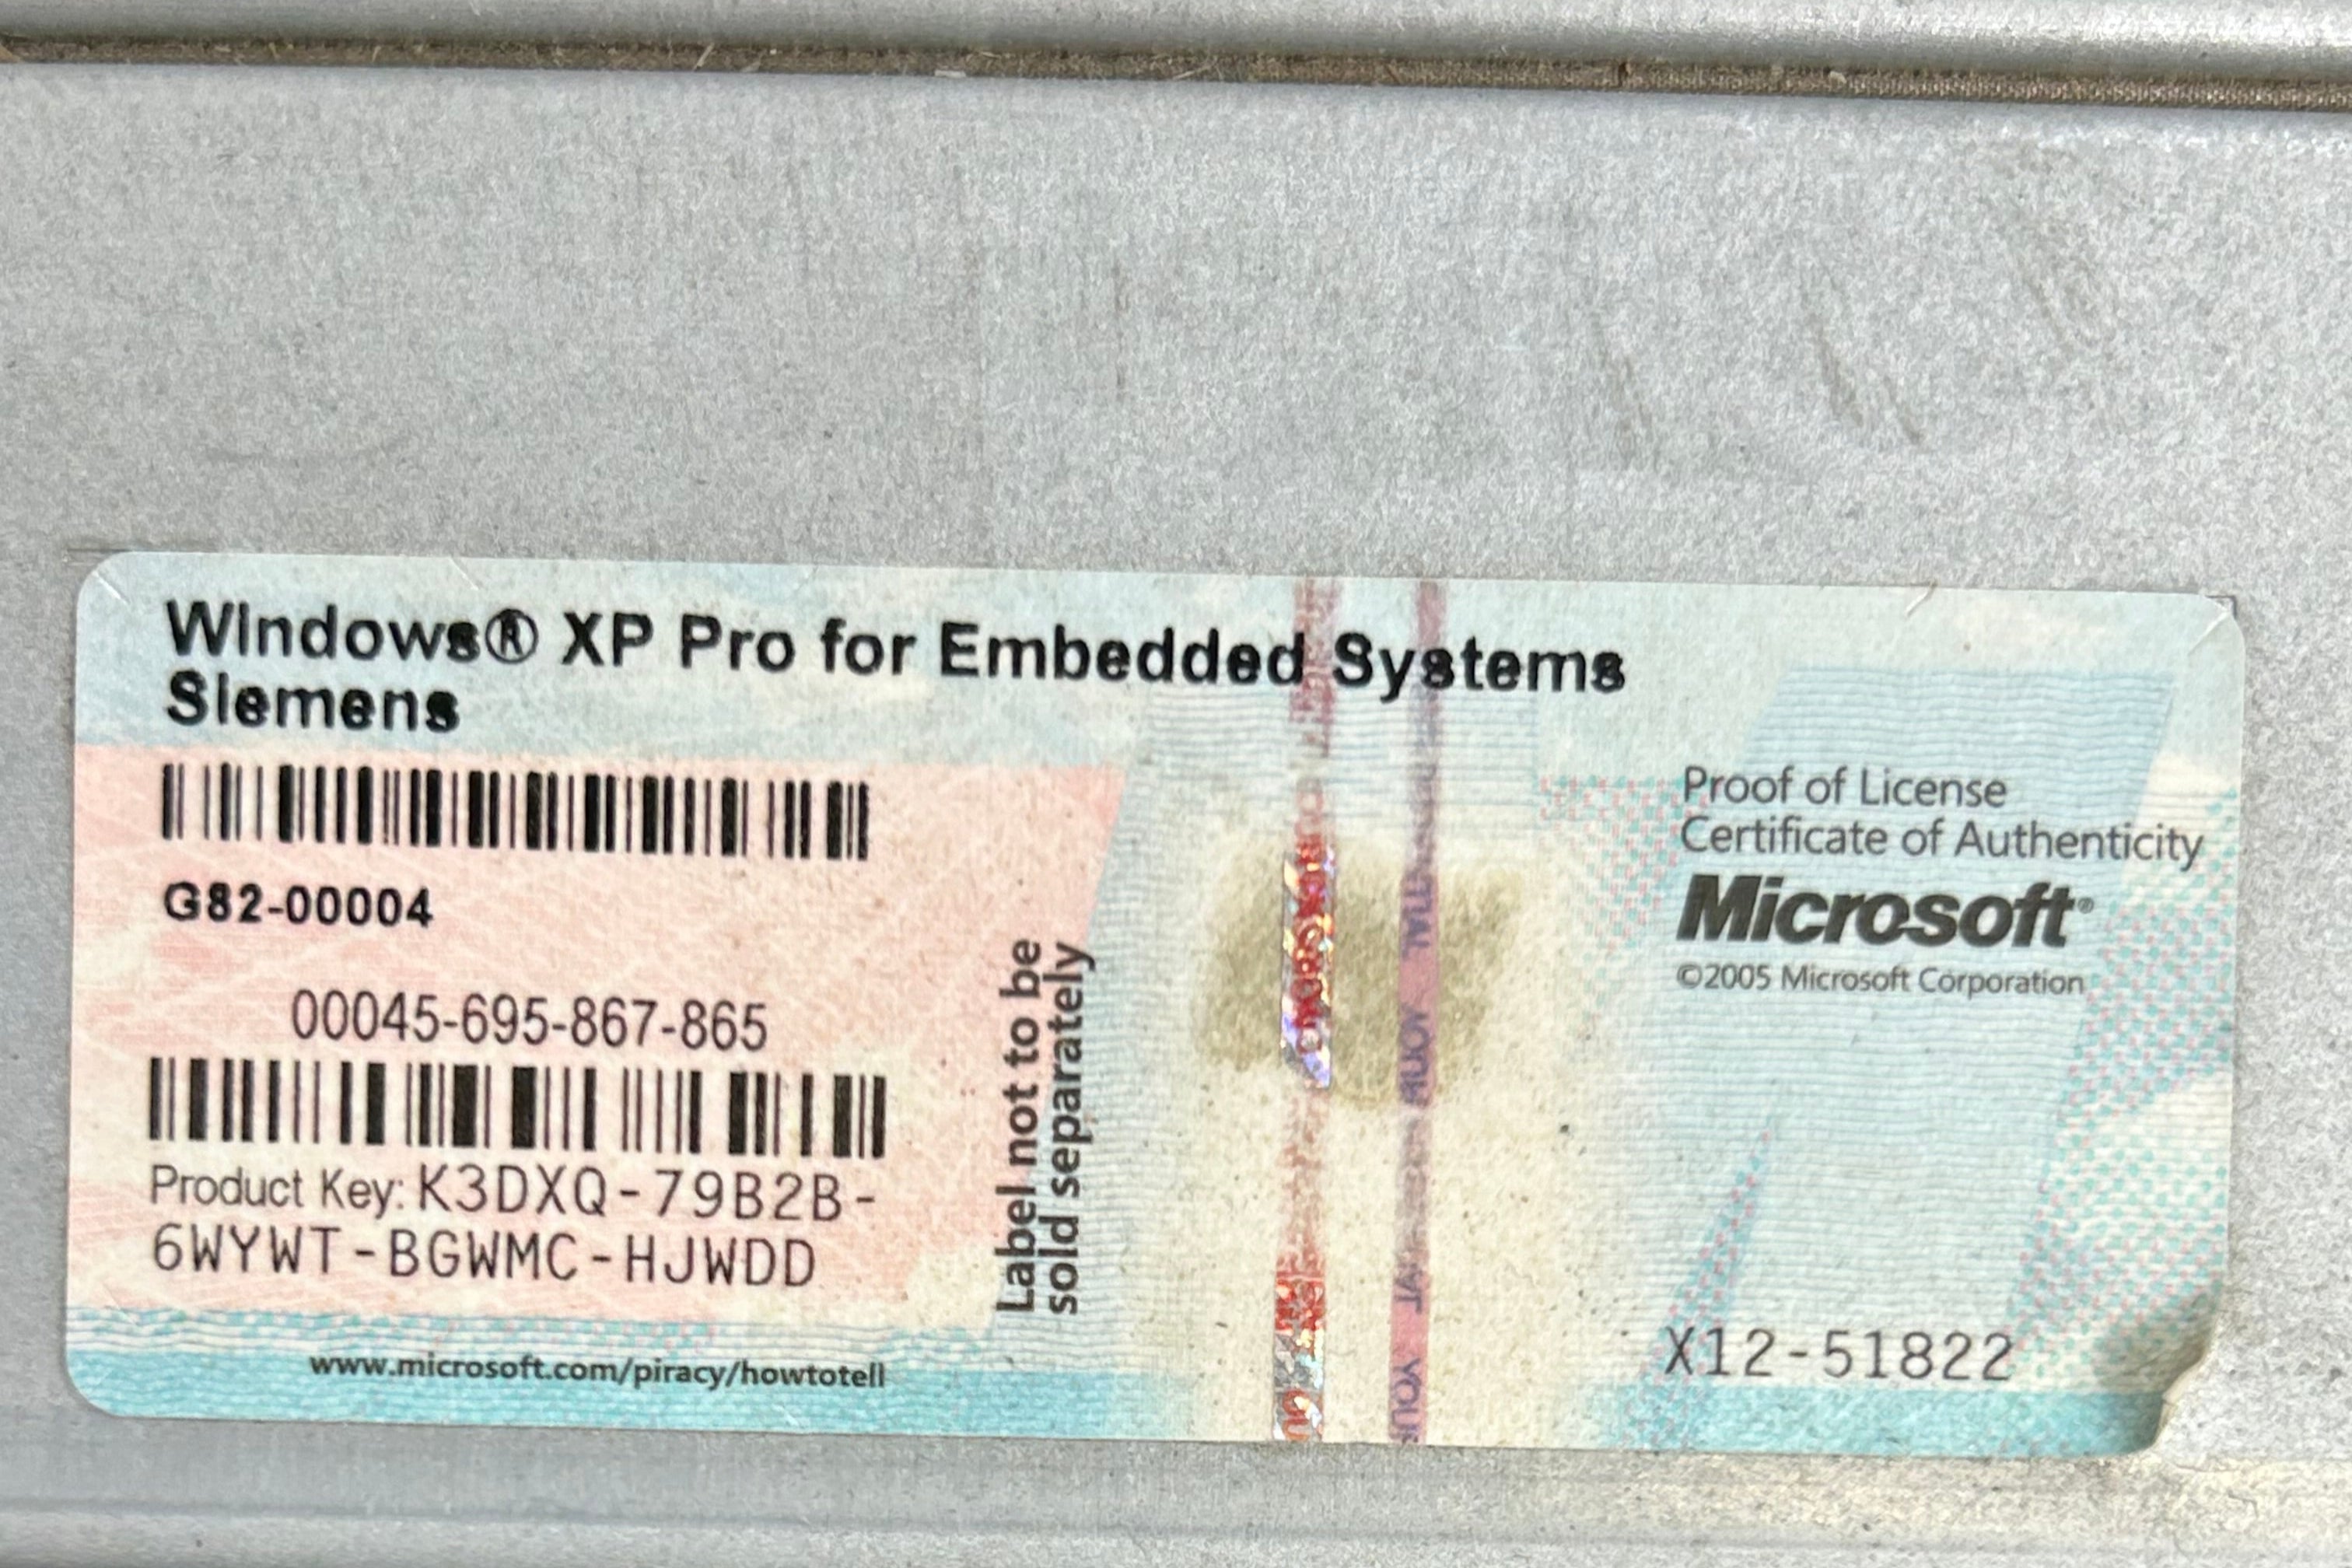 Windows® XP Pro for Embedded Systems
Siemens
G82-00004
00045-695-867-865
Product Key: K3DXQ-79B2B-
6WYWT-BGWMC-HJWDD
www.microsoft.com/piracy/howtotell
Label not to be
sold separately
Proof of License
Certificate of Authenticity
Microsoft®
©2005 Microsoft Corporation
X12-51822